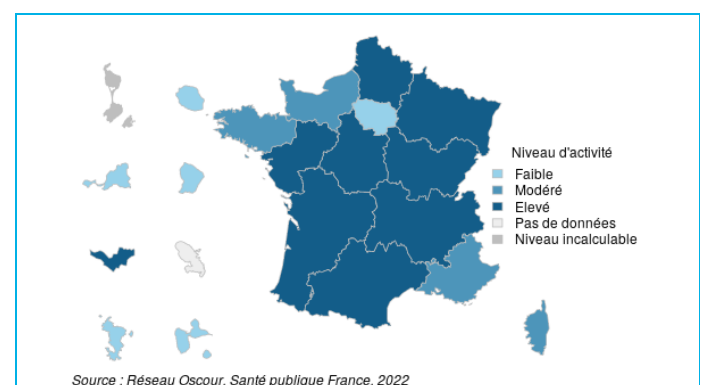 Niveau d'activité
Faible
Modéré
Elevé
Pas de données
Niveau incalculable
Source : Réseau Oscour, Santé publique France, 2022